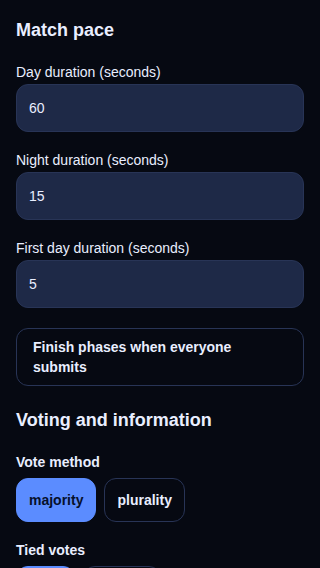 Match pace
Day duration (seconds)
60
Night duration (seconds)
15
First day duration (seconds)
5
Finish phases when everyone
submits
Voting and information
Vote method
majority plurality
Tied votes